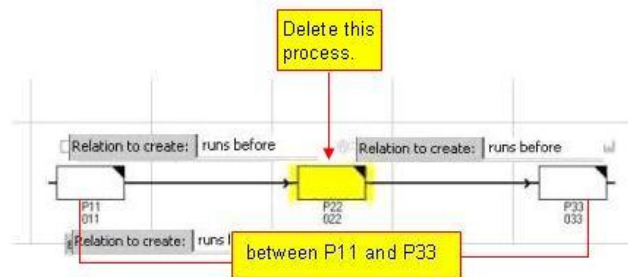 Delete this
process.
Relation to create: runs before
Relation to create: runs before
P11
011
P22
022
P33
033
Relation to create: runs
between P11 and P33